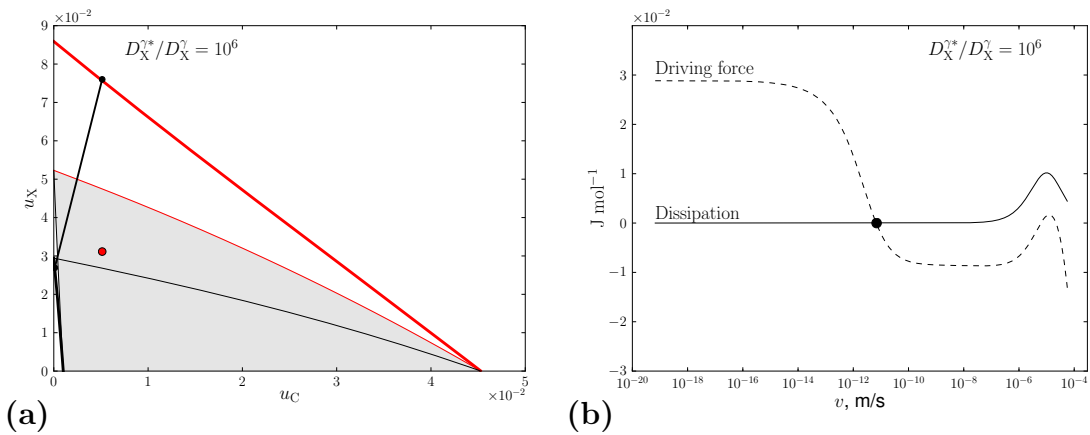 ×10⁻²
D_X^γ*/D_X^γ = 10⁶
9
8
7
6
5
4
3
2
1
0
u_X
0 1 2 3 4 5
u_C
×10⁻²
(a)
×10⁻²
D_X^γ*/D_X^γ = 10⁶
Driving force
Dissipation
3
2
1
0
−1
−2
−3
J mol⁻¹
10⁻²⁰ 10⁻¹⁸ 10⁻¹⁶ 10⁻¹⁴ 10⁻¹² 10⁻¹⁰ 10⁻⁸ 10⁻⁶ 10⁻⁴
v, m/s
(b)